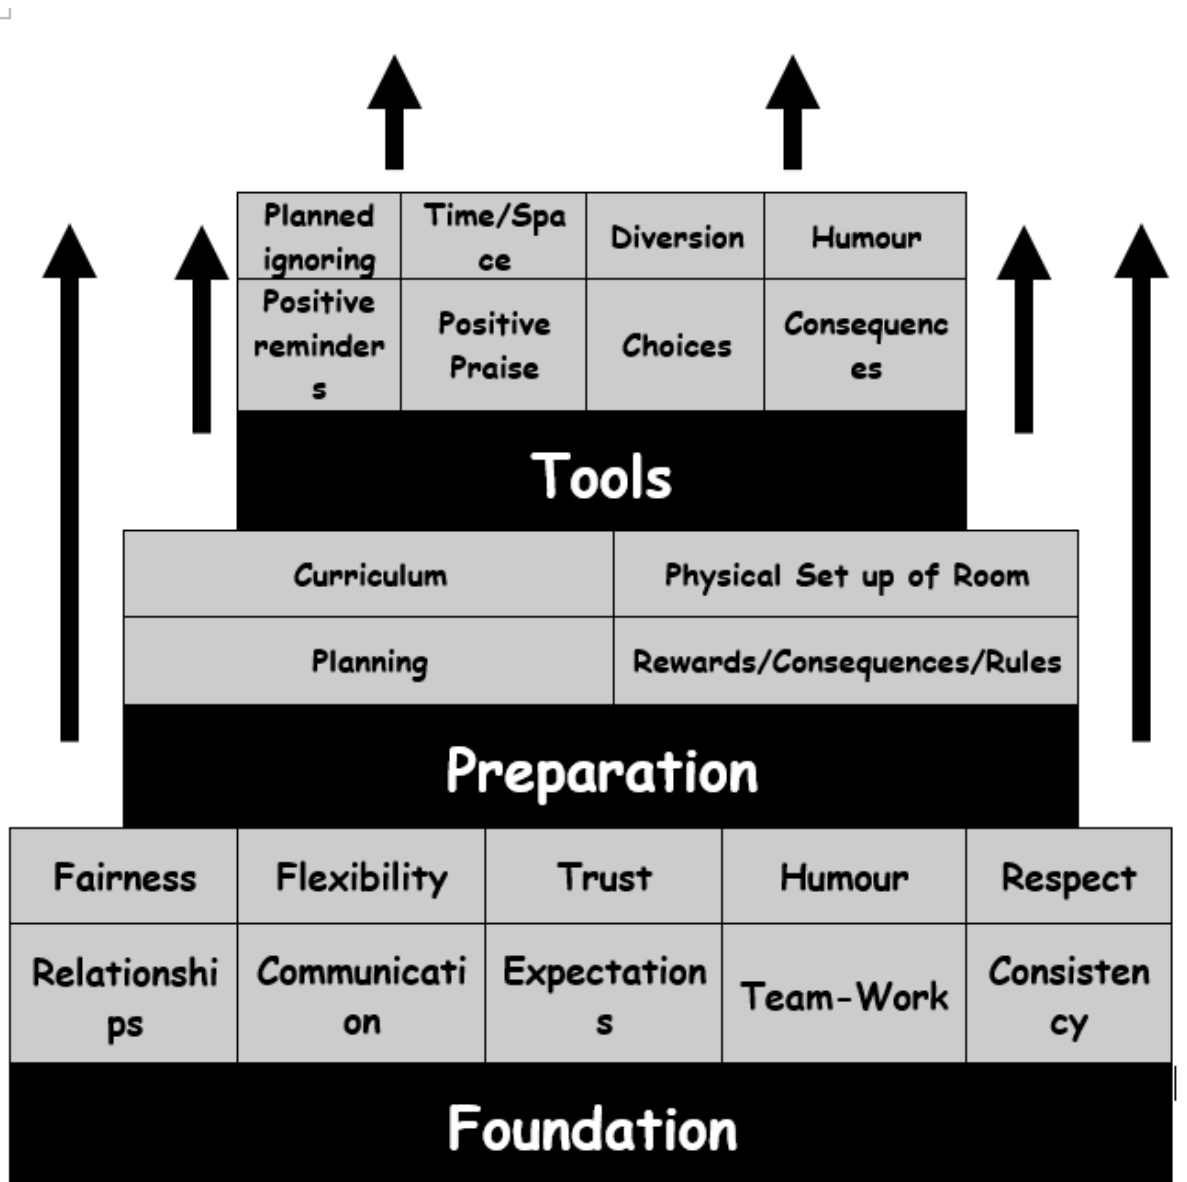 Planned
ignoring
Time/Spa
ce
Diversion
Humour
Positive
reminder
s
Positive
Praise
Choices
Consequenc
es
Tools
Curriculum
Physical Set up of Room
Planning
Rewards/Consequences/Rules
Preparation
Fairness
Flexibility
Trust
Humour
Respect
Relationshi
ps
Communicati
on
Expectation
s
Team-Work
Consisten
cy
Foundation